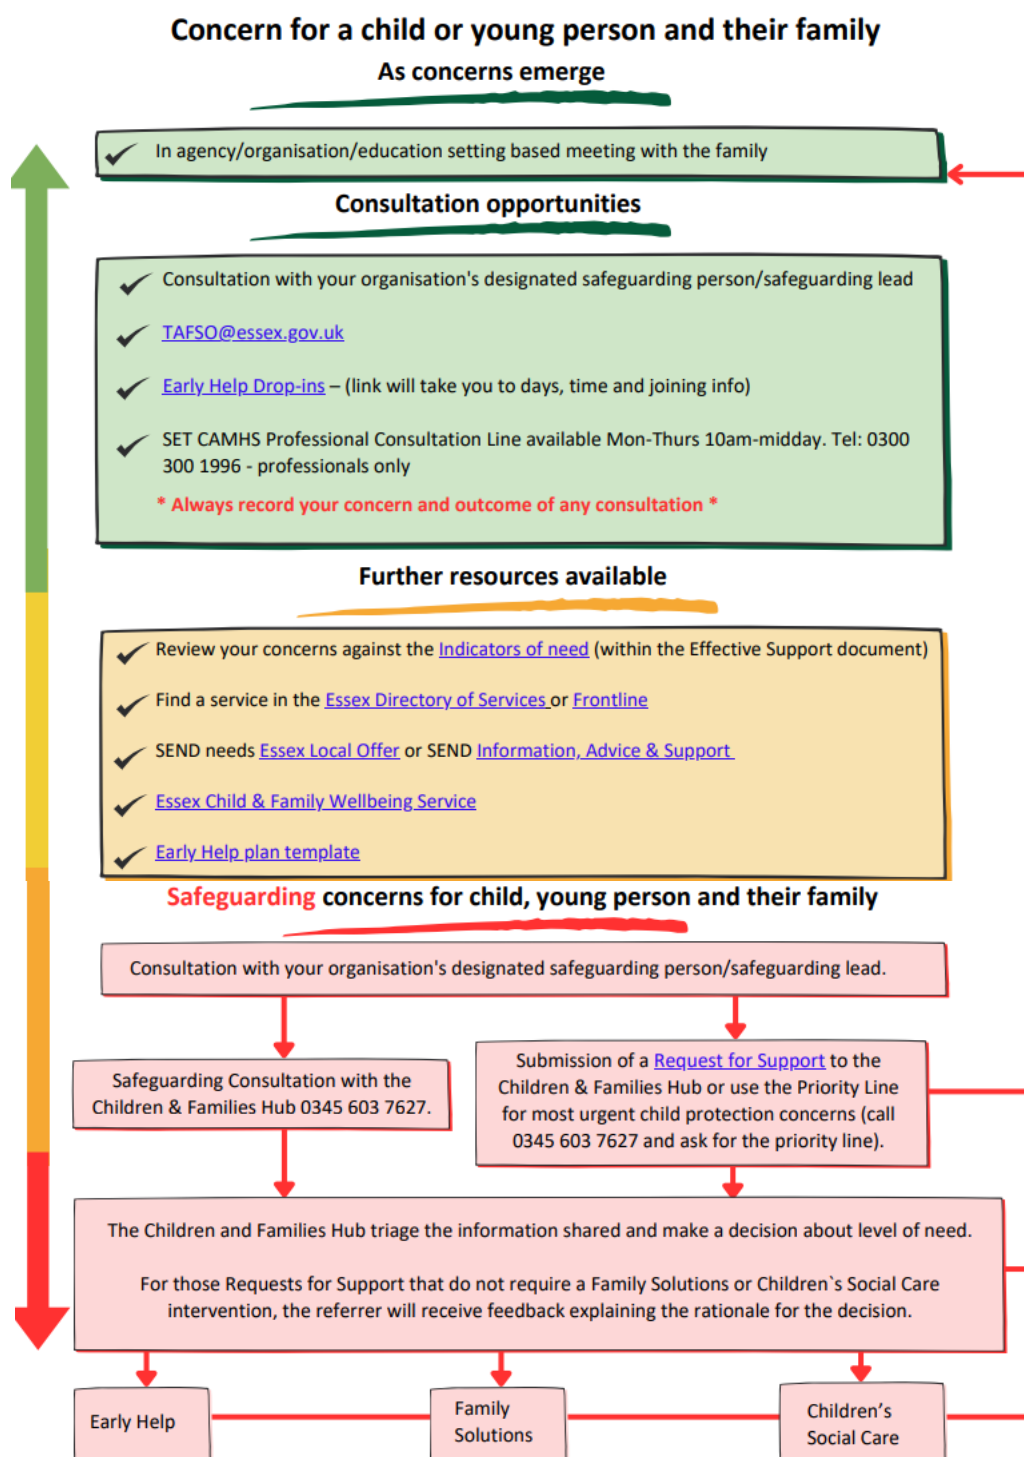 Concern for a child or young person and their family
As concerns emerge
In agency/organisation/education setting based meeting with the family
Consultation opportunities
Consultation with your organisation's designated safeguarding person/safeguarding lead
TAFSO@essex.gov.uk
Early Help Drop-ins – (link will take you to days, time and joining info)
SET CAMHS Professional Consultation Line available Mon-Thurs 10am-midday. Tel: 0300
300 1996 - professionals only
* Always record your concern and outcome of any consultation *
Further resources available
Review your concerns against the Indicators of need (within the Effective Support document)
Find a service in the Essex Directory of Services or Frontline
SEND needs Essex Local Offer or SEND Information, Advice & Support
Essex Child & Family Wellbeing Service
Early Help plan template
Safeguarding concerns for child, young person and their family
Consultation with your organisation's designated safeguarding person/safeguarding lead.
Safeguarding Consultation with the
Children & Families Hub 0345 603 7627.
Submission of a Request for Support to the
Children & Families Hub or use the Priority Line
for most urgent child protection concerns (call
0345 603 7627 and ask for the priority line).
The Children and Families Hub triage the information shared and make a decision about level of need.
For those Requests for Support that do not require a Family Solutions or Children`s Social Care
intervention, the referrer will receive feedback explaining the rationale for the decision.
Early Help
Family
Solutions
Children's
Social Care